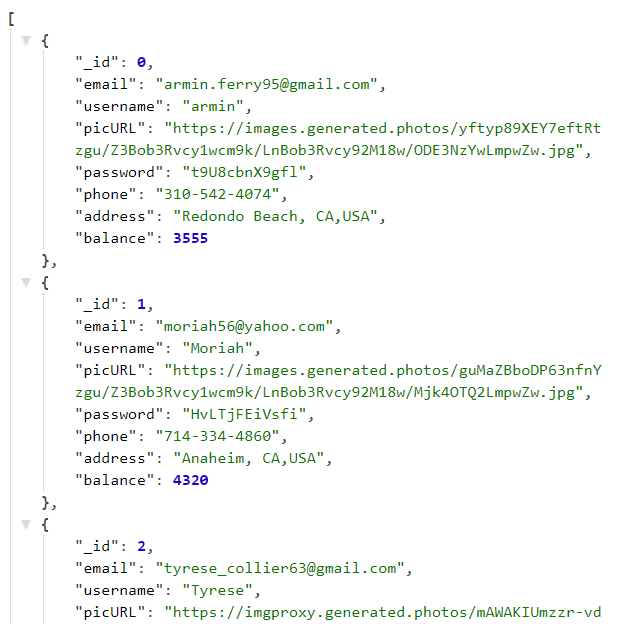 [
{
"_id": 0,
"email": "armin.ferry95@gmail.com",
"username": "armin",
"picURL": "https://images.generated.photos/yftyp89XEY7eftRt
zgu/Z3Bob3Rvcy1wcm9k/LnBob3Rvcy92M18w/ODE3NzYwLmpwZw.jpg",
"password": "t9U8cbnX9gfl",
"phone": "310-542-4074",
"address": "Redondo Beach, CA,USA",
"balance": 3555
},
{
"_id": 1,
"email": "moriah56@yahoo.com",
"username": "Moriah",
"picURL": "https://images.generated.photos/guMaZBboDP63nfnY
zgu/Z3Bob3Rvcy1wcm9k/LnBob3Rvcy92M18w/Mjk4OTQ2LmpwZw.jpg",
"password": "HvLTjFEiVsfi",
"phone": "714-334-4860",
"address": "Anaheim, CA,USA",
"balance": 4320
},
{
"_id": 2,
"email": "tyrese_collier63@gmail.com",
"username": "Tyrese",
"picURL": "https://imgproxy.generated.photos/mAWAKIUmzzr-vd